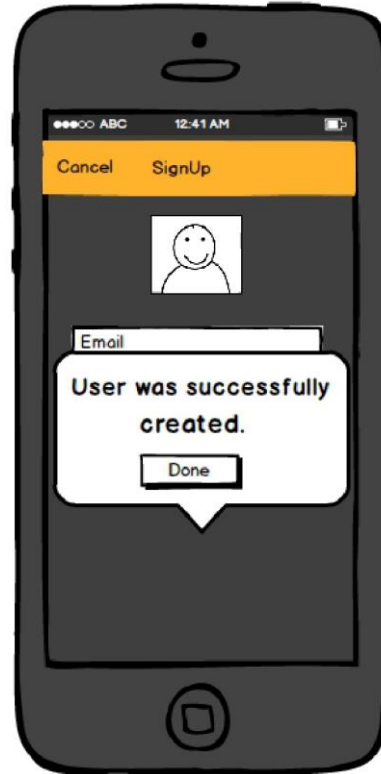 ABC 12:41 AM
Cancel SignUp
Email
User was successfully
created.
Done